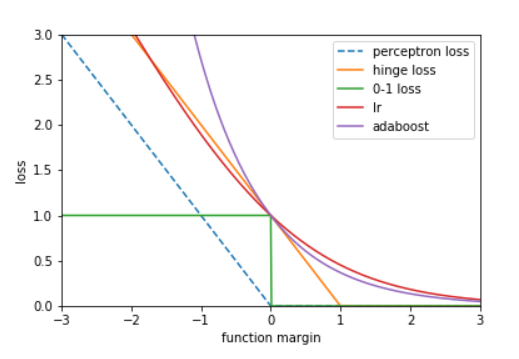 3.0
2.5
2.0
1.5
1.0
0.5
0.0
loss
−3
−2
−1
0
1
2
3
function margin
perceptron loss
hinge loss
0-1 loss
lr
adaboost